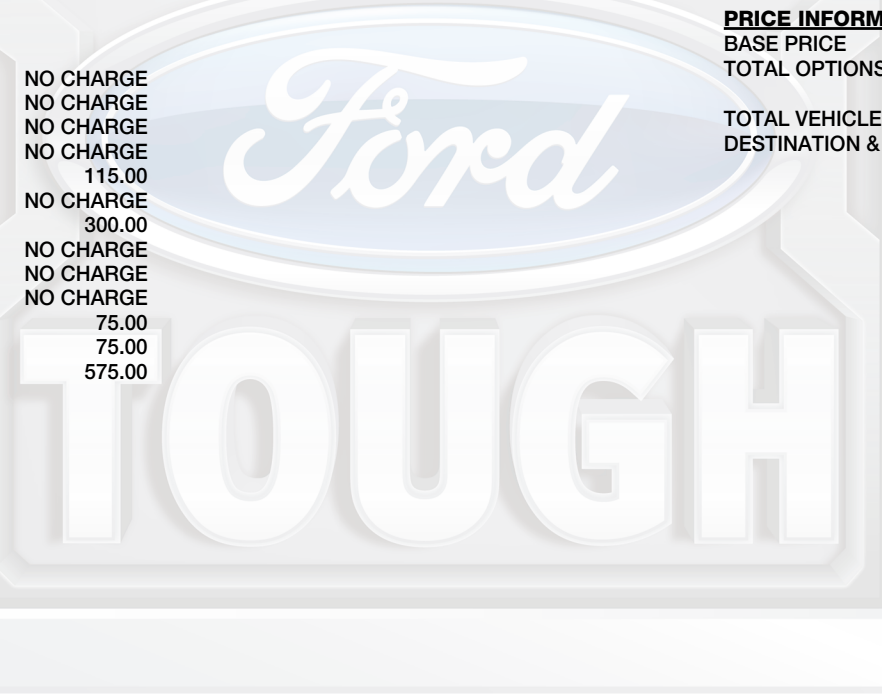 NO CHARGE
NO CHARGE
NO CHARGE
NO CHARGE
115.00
NO CHARGE
300.00
NO CHARGE
NO CHARGE
NO CHARGE
75.00
75.00
575.00
PRICE INFORM
BASE PRICE
TOTAL OPTIONS
TOTAL VEHICLE
DESTINATION &
Ford
TOUGH